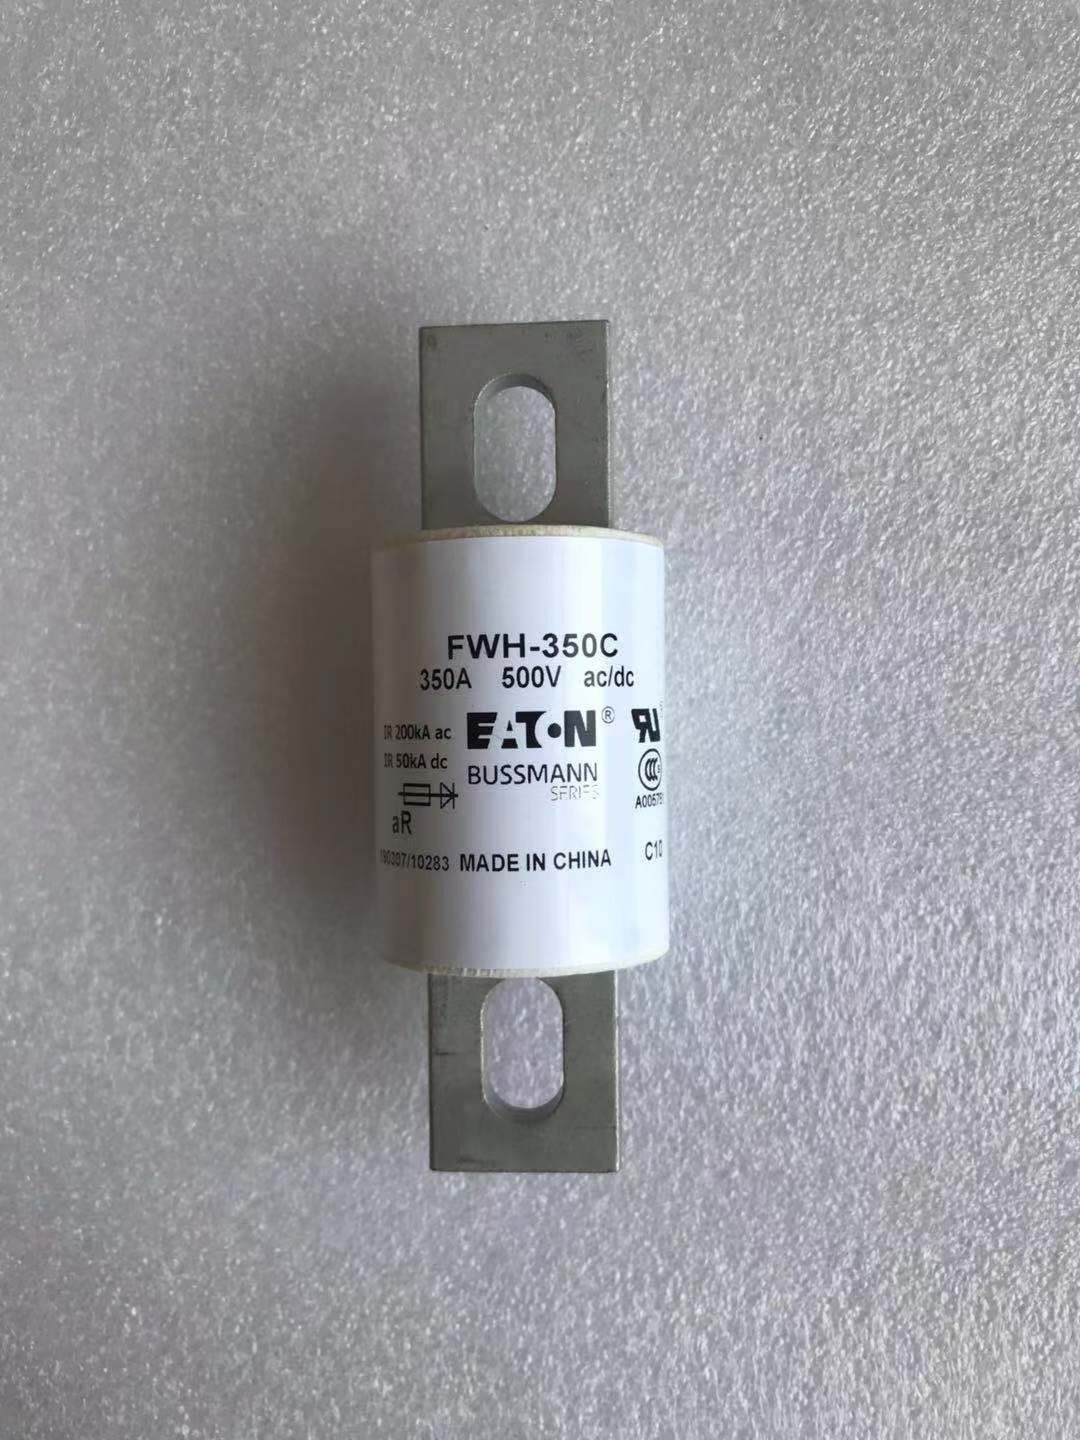 FWH-350C
350A 500V ac/dc
IR 200kA ac
EATON®
IR 50kA dc
BUSSMANN
SERIES
aR
MADE IN CHINA